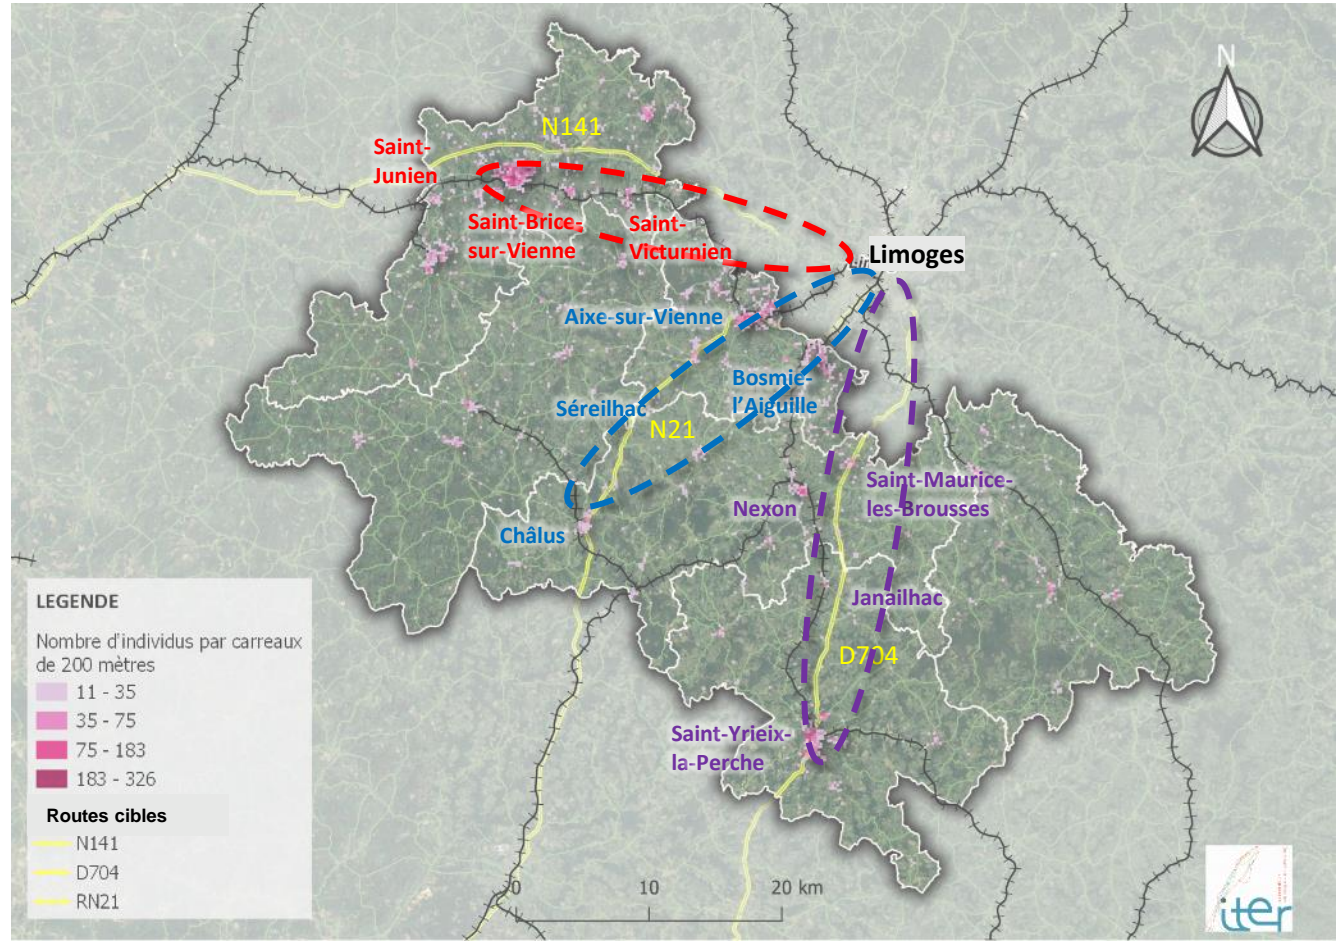 N
N141
Saint-
Junien
Saint-Brice-
sur-Vienne
Saint-
Victurnien
Limoges
Aixe-sur-Vienne
Bosmie-
l'Aiguille
Séreilhac
N21
Châlus
Nexon
Saint-Maurice-
les-Brousses
Janailhac
D704
Saint-Yrieix-
la-Perche
LEGENDE
Nombre d'individus par carreaux
de 200 mètres
11 - 35
35 - 75
75 - 183
183 - 326
Routes cibles
N141
D704
RN21
0 10 20 km
iter